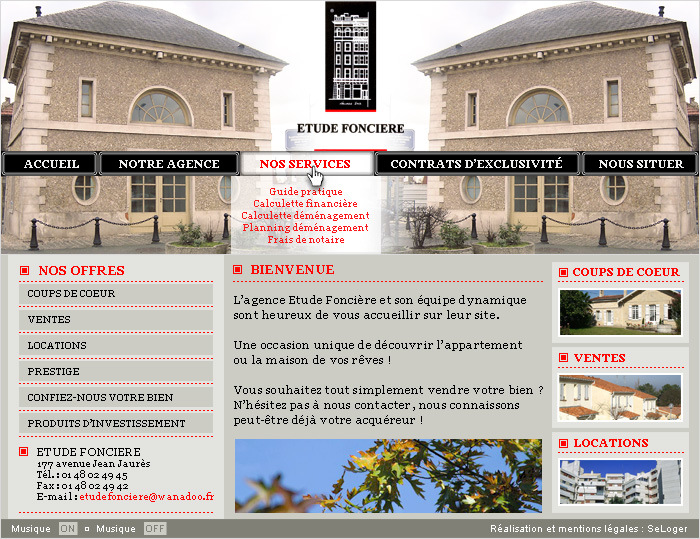 ETUDE FONCIERE
ACCUEIL
NOTRE AGENCE
NOS SERVICES
CONTRATS D'EXCLUSIVITÉ
NOUS SITUER
Guide pratique
Calculette financière
Calculette déménagement
Planning déménagement
Frais de notaire
NOS OFFRES
COUPS DE COEUR
VENTES
LOCATIONS
PRESTIGE
CONFIEZ-NOUS VOTRE BIEN
PRODUITS D'INVESTISSEMENT
ETUDE FONCIERE
177 avenue Jean Jaurès
Tél. : 01 48 02 49 45
Fax : 01 48 02 49 42
E-mail : etudefonciere@wanadoo.fr
BIENVENUE
L'agence Etude Foncière et son équipe dynamique
sont heureux de vous accueillir sur leur site.
Une occasion unique de découvrir l'appartement
ou la maison de vos rêves !
Vous souhaitez tout simplement vendre votre bien ?
N'hésitez pas à nous contacter, nous connaissons
peut-être déjà votre acquéreur !
COUPS DE COEUR
VENTES
LOCATIONS
Musique ON Musique OFF
Réalisation et mentions légales : SeLoger